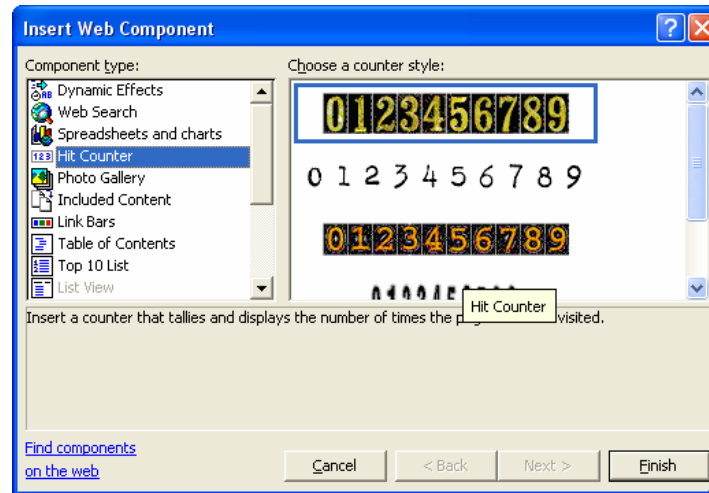 Insert Web Component
Component type:
Dynamic Effects
Web Search
Spreadsheets and charts
Hit Counter
Photo Gallery
Included Content
Link Bars
Table of Contents
Top 10 List
List View
Choose a counter style:
0123456789
0 1 2 3 4 5 6 7 8 9
0123456789
Hit Counter
Insert a counter that tallies and displays the number of times the visited.
Find components
on the web
Cancel
< Back
Next >
Finish